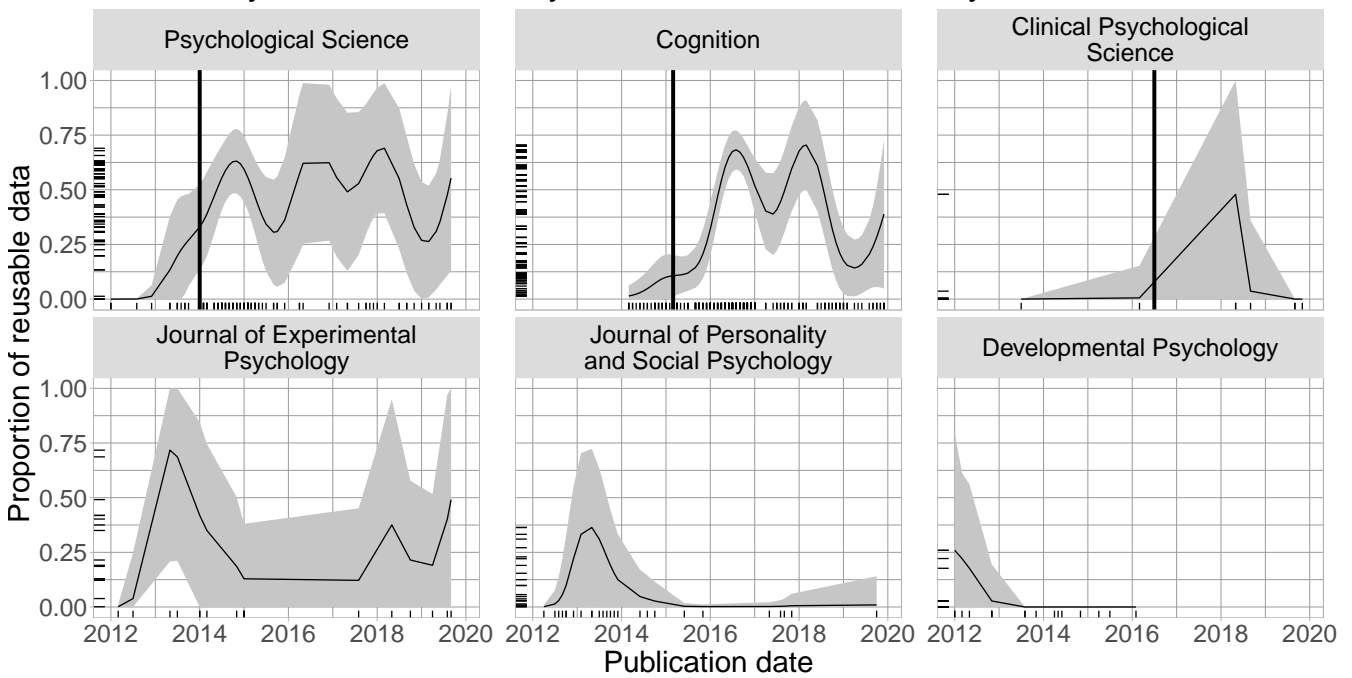 Psychological Science
Cognition
Clinical Psychological
Science
1.00
0.75
0.50
0.25
0.00
Journal of Experimental
Psychology
Journal of Personality
and Social Psychology
Developmental Psychology
1.00
0.75
0.50
0.25
0.00
2012 2014 2016 2018 2020
2012 2014 2016 2018 2020
2012 2014 2016 2018 2020
Proportion of reusable data
Publication date